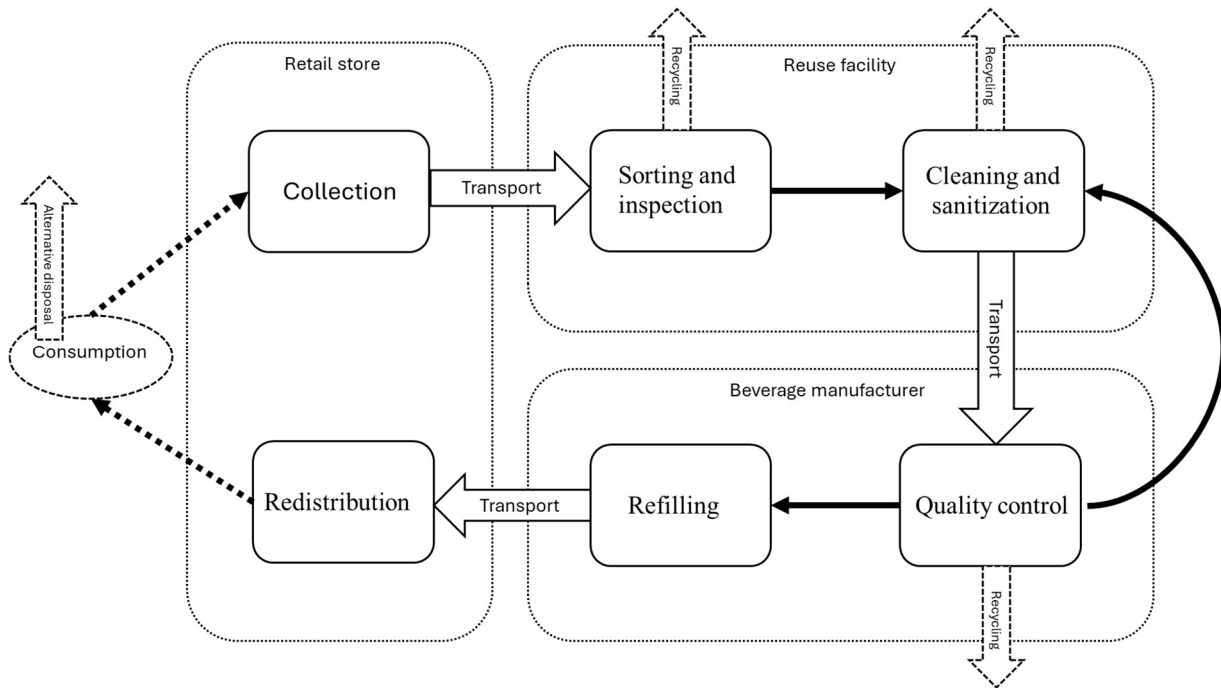 Retail store
Reuse facility
Recycling
Recycling
Collection
Transport
Sorting and
inspection
Cleaning and
sanitization
Alternative disposal
Consumption
Transport
Beverage manufacturer
Redistribution
Transport
Refilling
Quality control
Recycling